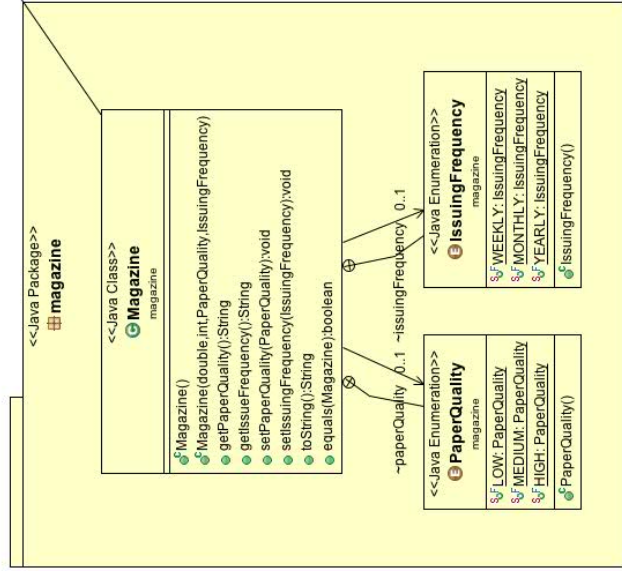 <<Java Package>>
magazine
<<Java Class>>
Magazine
magazine
Magazine()
Magazine(double,int,PaperQuality,IssuingFrequency)
getPaperQuality():String
getIssueFrequency():String
setPaperQuality(PaperQuality):void
setIssuingFrequency(IssuingFrequency):void
toString():String
equals(Magazine):boolean
~paperQuality 0..1
~issuingFrequency 0..1
<<Java Enumeration>>
PaperQuality
magazine
LOW: PaperQuality
MEDIUM: PaperQuality
HIGH: PaperQuality
PaperQuality()
<<Java Enumeration>>
IssuingFrequency
magazine
WEEKLY: IssuingFrequency
MONTHLY: IssuingFrequency
YEARLY: IssuingFrequency
IssuingFrequency()